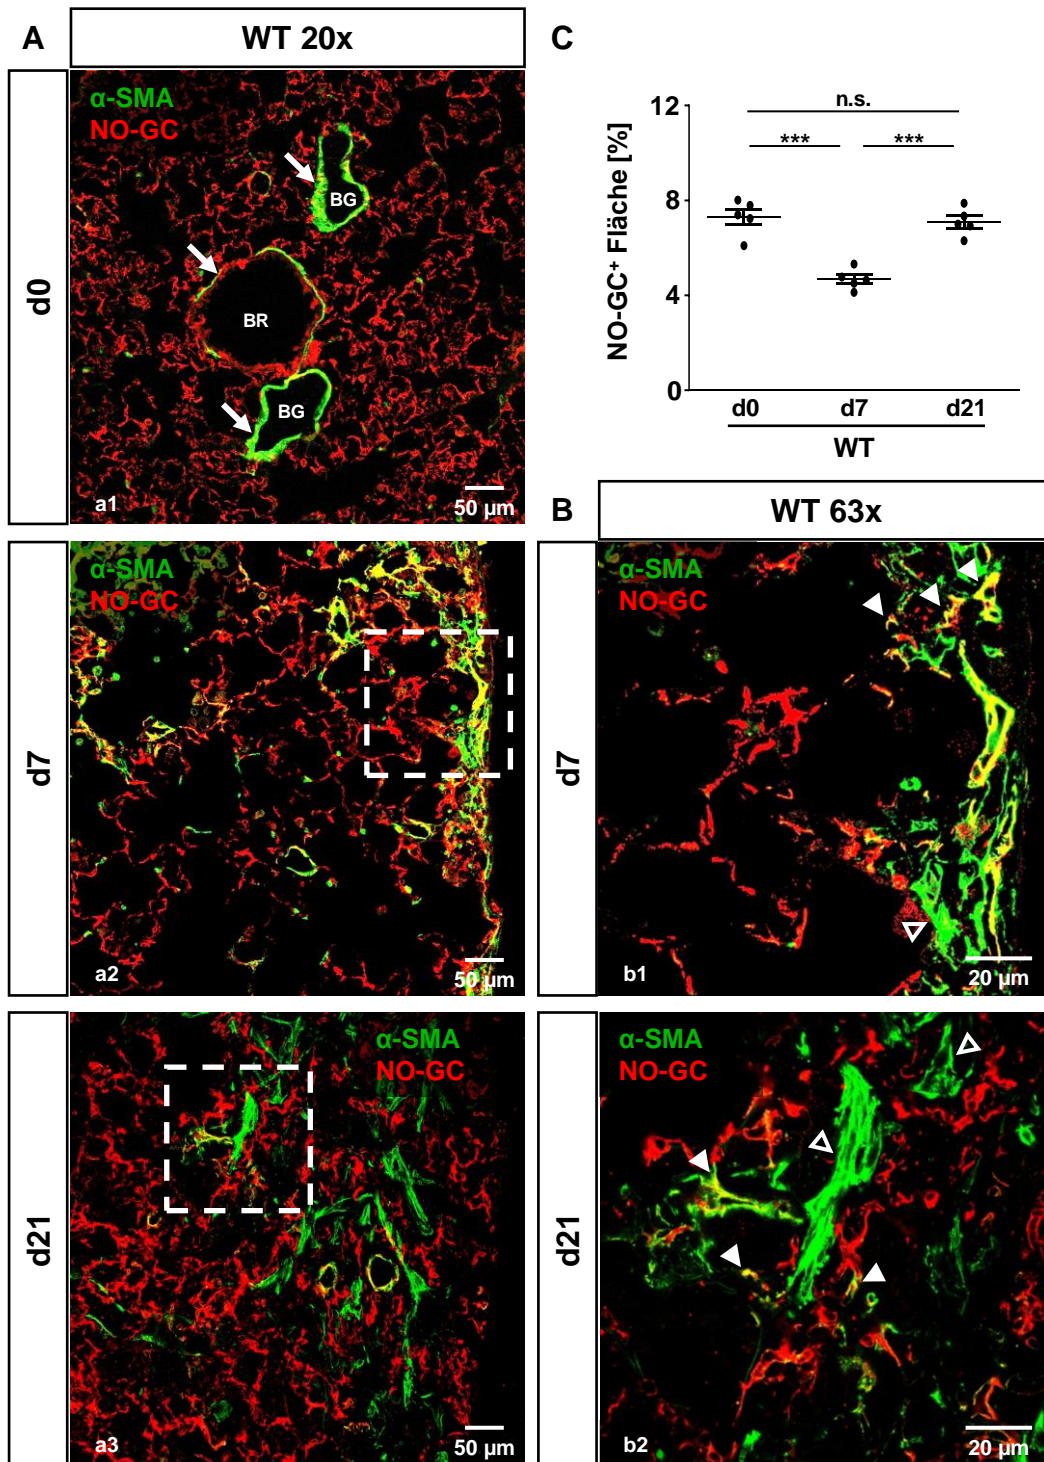 A
WT 20x
d0
α-SMA
NO-GC
BG
BR
BG
a1
50 µm
d7
α-SMA
NO-GC
a2
50 µm
d21
α-SMA
NO-GC
a3
50 µm
C
NO-GC⁺ Fläche [%]
12
8
4
0
n.s.
*** ***
d0 d7 d21
WT
B
WT 63x
d7
α-SMA
NO-GC
b1
20 µm
d21
α-SMA
NO-GC
b2
20 µm